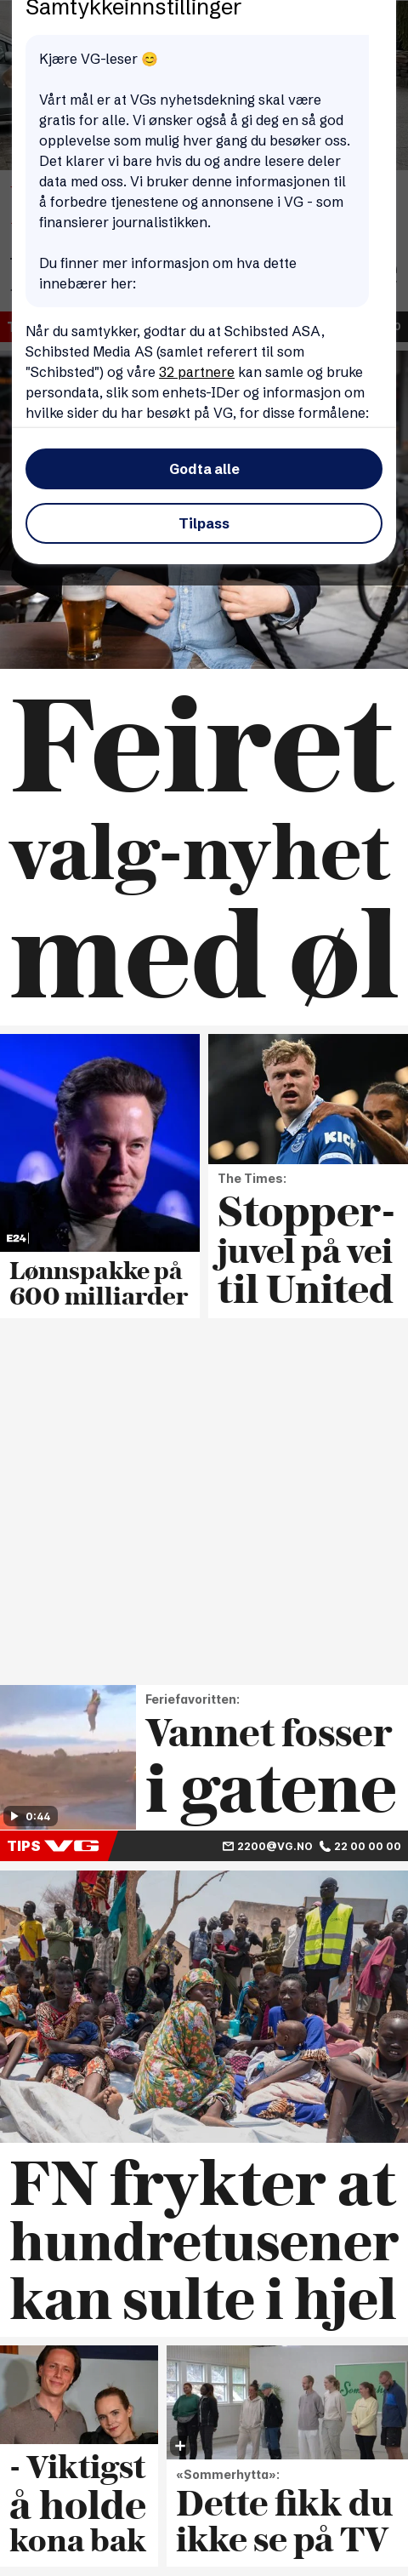 Samtykkeinnstillinger
Kjære VG-leser 😊
Vårt mål er at VGs nyhetsdekning skal være
gratis for alle. Vi ønsker også å gi deg en så god
opplevelse som mulig hver gang du besøker oss.
Det klarer vi bare hvis du og andre lesere deler
data med oss. Vi bruker denne informasjonen til
å forbedre tjenestene og annonsene i VG - som
finansierer journalistikken.
Du finner mer informasjon om hva dette
innebærer her:
Når du samtykker, godtar du at Schibsted ASA,
Schibsted Media AS (samlet referert til som
"Schibsted") og våre 32 partnere kan samle og bruke
persondata, slik som enhets-IDer og informasjon om
hvilke sider du har besøkt på VG, for disse formålene:
Godta alle
Tilpass
Feiret
valg-nyhet
med øl
E24
Lønnspakke på
600 milliarder
KICK
The Times:
Stopper-
juvel på vei
til United
0:44
Feriefavoritten:
Vannet fosser
i gatene
TIPS VG 2200@VG.NO 22 00 00 00
FN frykter at
hundretusener
kan sulte i hjel
- Viktigst
å holde
kona bak
«Sommerhytta»:
Dette fikk du
ikke se på TV